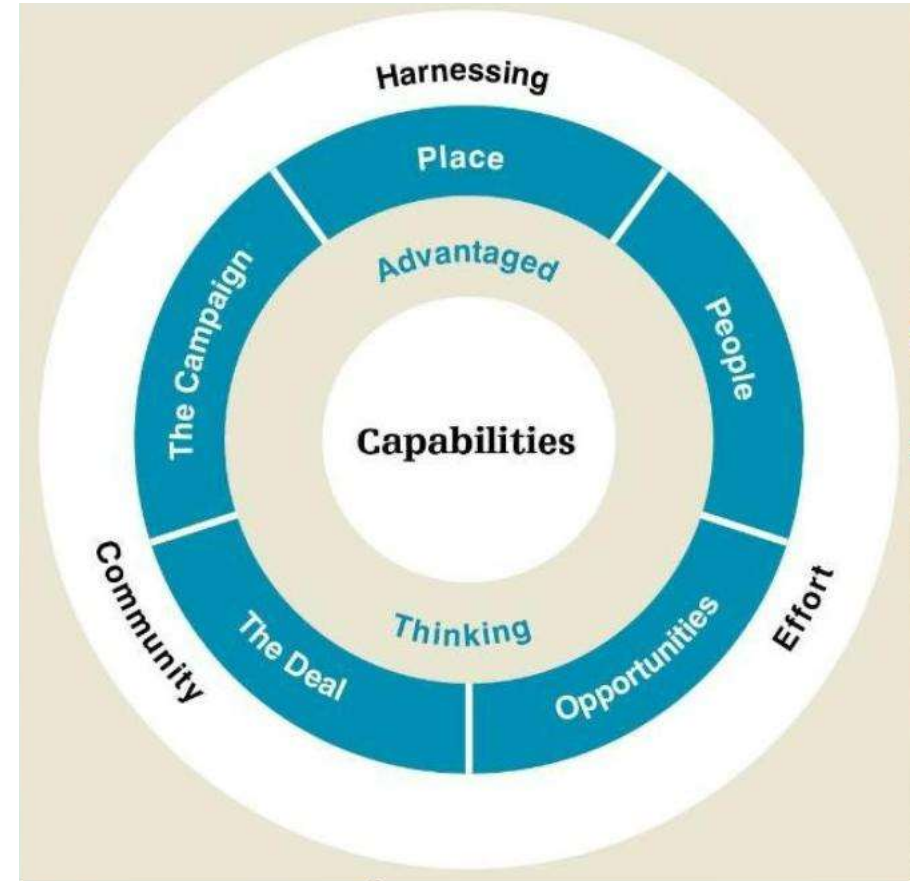 Harnessing
Place
Advantaged
The Campaign
People
Capabilities
Community
Effort
Thinking
The Deal
Opportunities